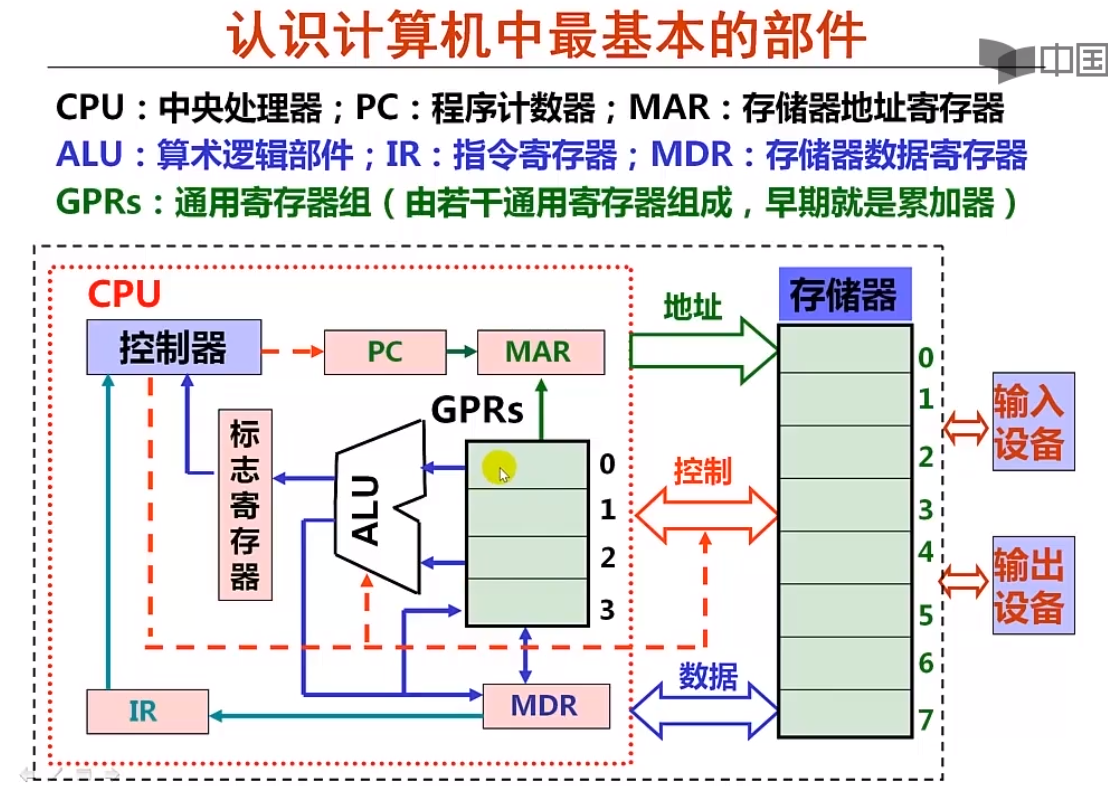 认识计算机中最基本的部件
中国
CPU：中央处理器；PC：程序计数器；MAR：存储器地址寄存器
ALU：算术逻辑部件；IR：指令寄存器；MDR：存储器数据寄存器
GPRs：通用寄存器组（由若干通用寄存器组成，早期就是累加器）
CPU
控制器
PC
MAR
地址
存储器
GPRs
标志寄存器
ALU
0
1
2
3
控制
0
1
2
3
4
5
6
7
输入
设备
输出
设备
数据
IR
MDR